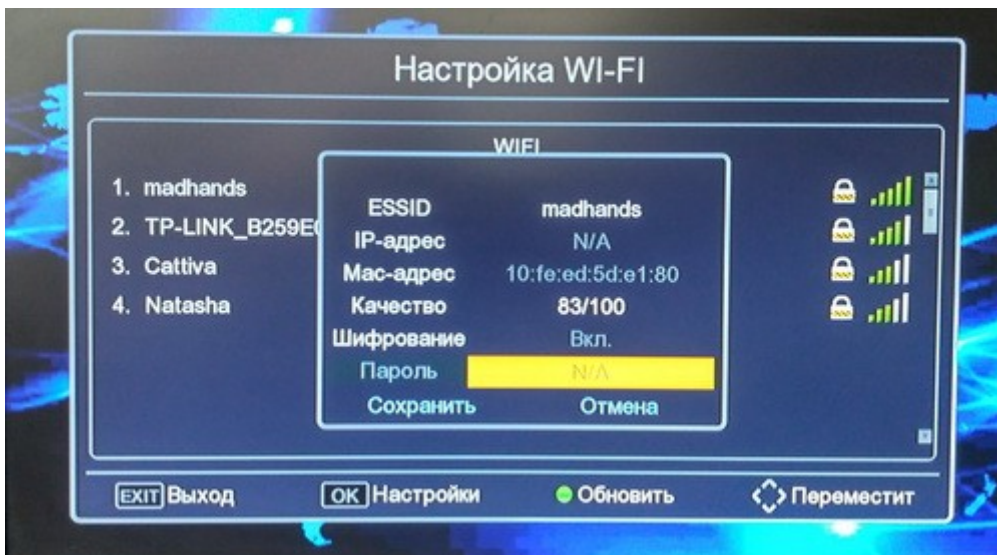 Настройка WI-FI
WIFI
1. madhands
2. TP-LINK_B259E
3. Cattiva
4. Natasha
ESSID madhands
IP-адрес N/A
Mac-адрес 10:fe:ed:5d:e1:80
Качество 83/100
Шифрование Вкл.
Пароль N/A
Сохранить Отмена
EXIT Выход OK Настройки Обновить Переместит